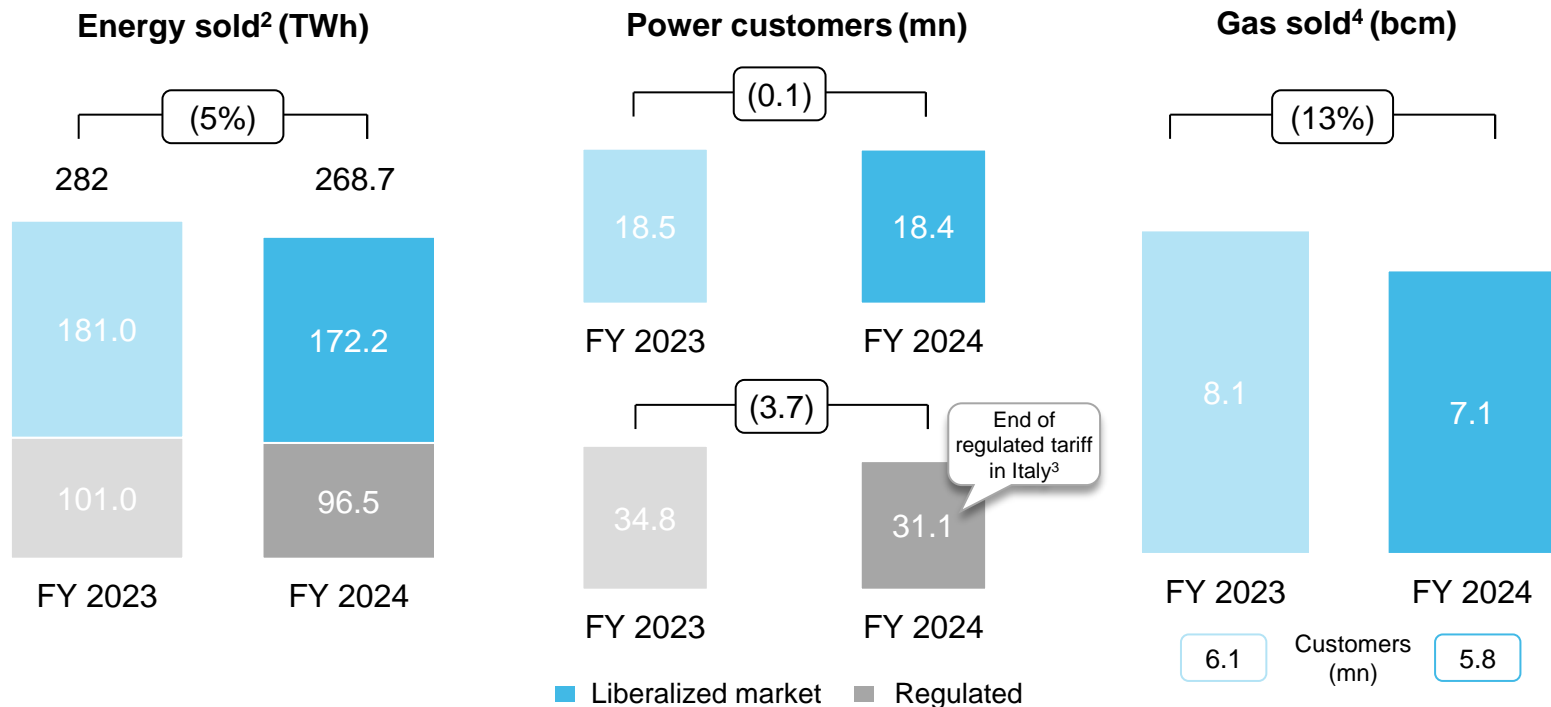 Energy sold² (TWh)
(5%)
282
268.7
181.0
172.2
101.0
96.5
FY 2023
FY 2024
Power customers (mn)
(0.1)
18.5
18.4
FY 2023
FY 2024
(3.7)
End of
regulated tariff
in Italy³
34.8
31.1
FY 2023
FY 2024
Liberalized market
Regulated
Gas sold⁴ (bcm)
(13%)
8.1
7.1
FY 2023
FY 2024
6.1
Customers
(mn)
5.8